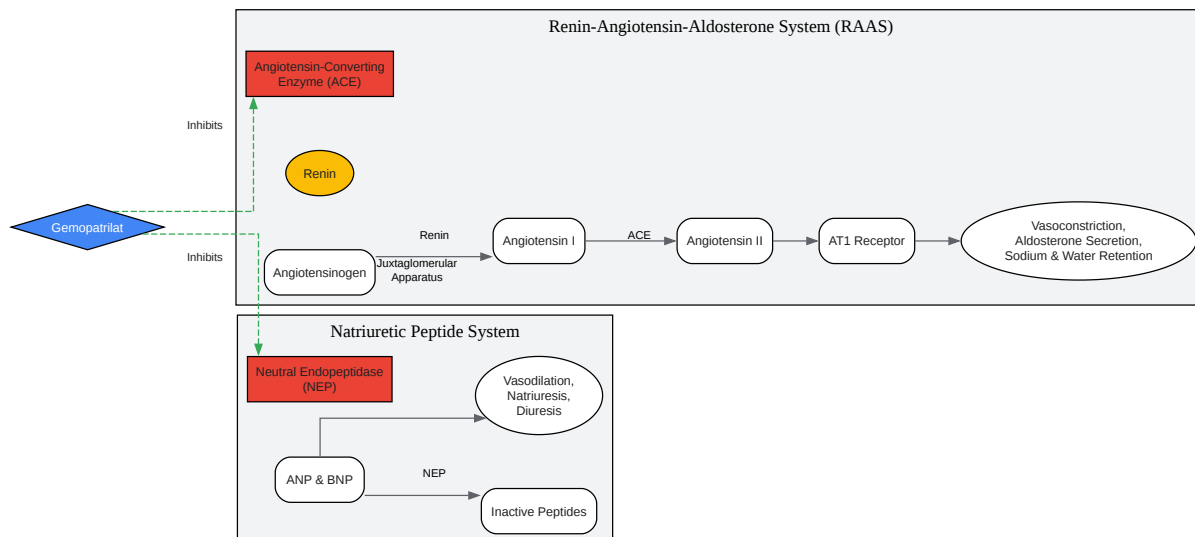 Renin-Angiotensin-Aldosterone System (RAAS)
Angiotensin-Converting
Enzyme (ACE)
Inhibits
Renin
Gemopatrilat
Inhibits
Angiotensinogen
Renin
Juxtaglomerular
Apparatus
Angiotensin I
ACE
Angiotensin II
AT1 Receptor
Vasoconstriction,
Aldosterone Secretion,
Sodium & Water Retention
Natriuretic Peptide System
Neutral Endopeptidase
(NEP)
Vasodilation,
Natriuresis,
Diuresis
ANP & BNP
NEP
Inactive Peptides